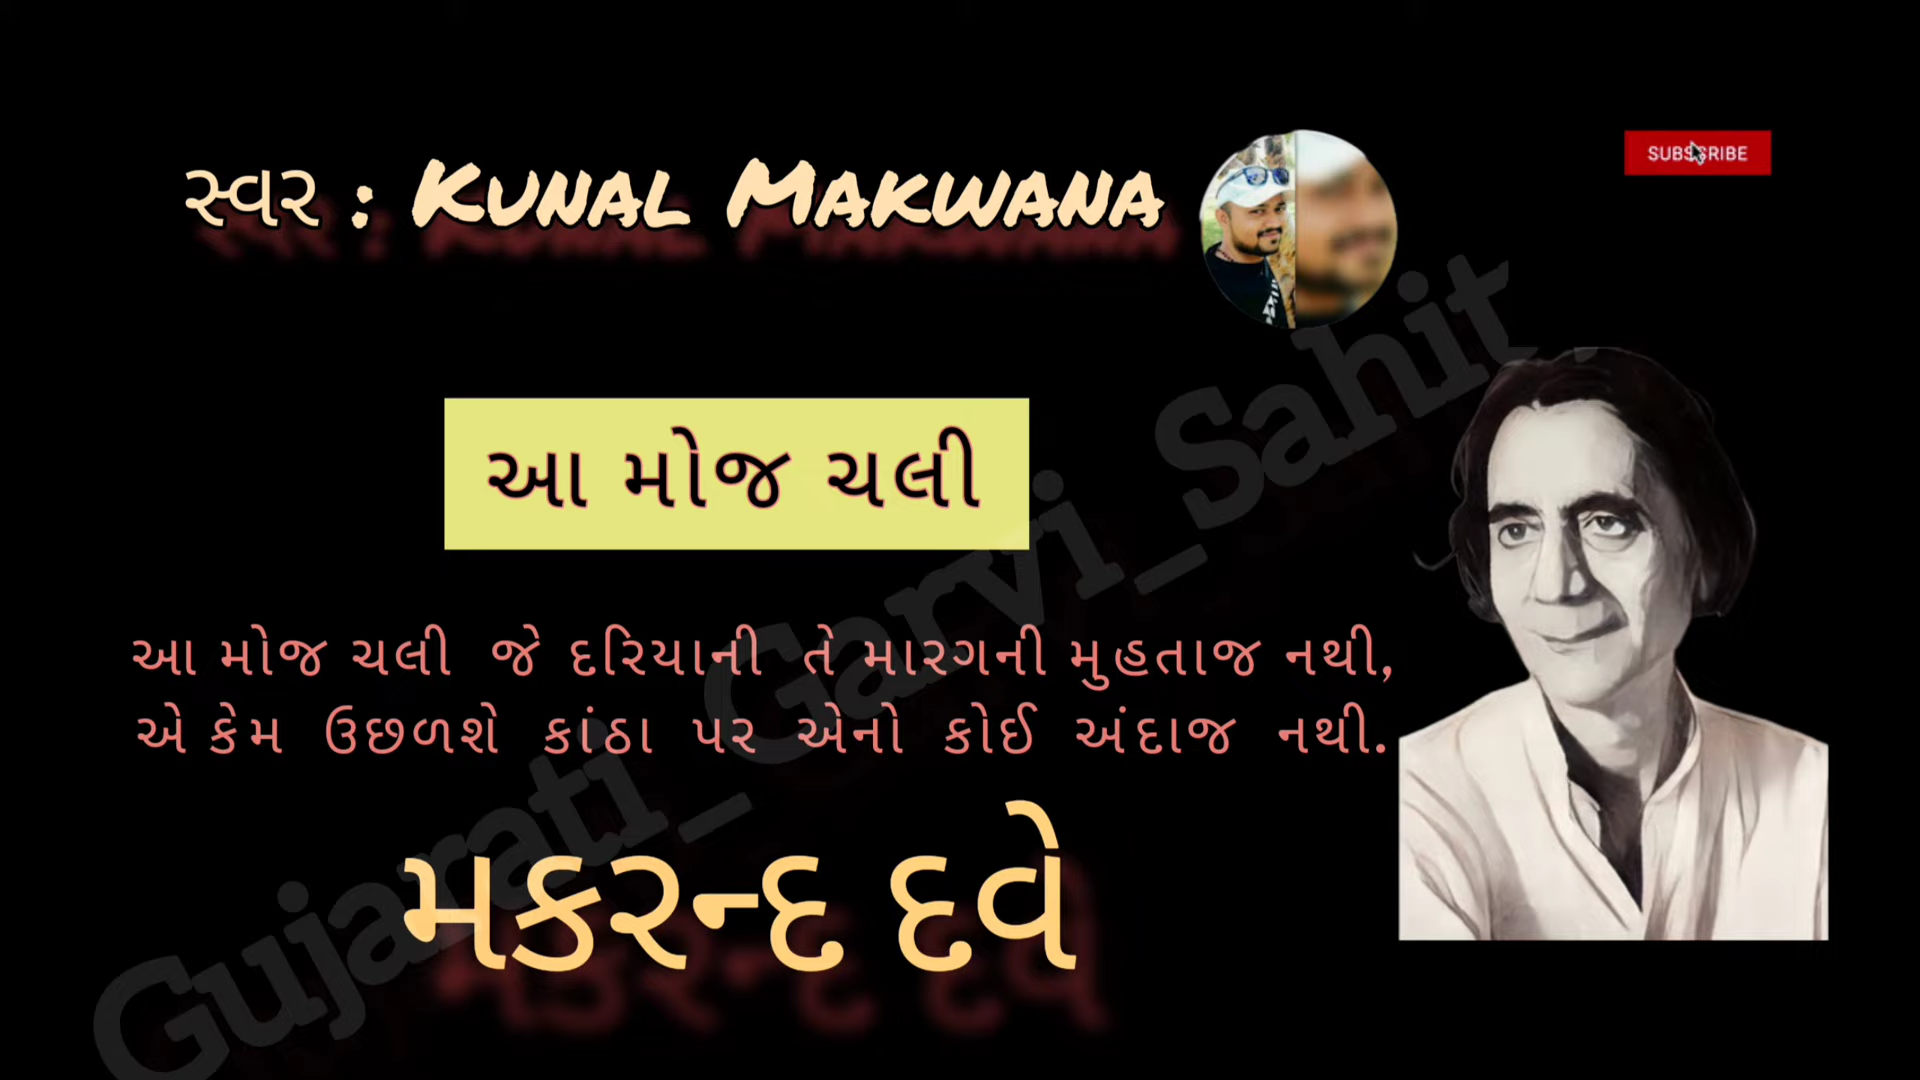 સ્વર : KUNAL MAKWANA
SUBSCRIBE
આ મોજ ચલી
આ મોજ ચલી જે દરિયાની તે મારગની મુહતાજ નથી,
એ કેમ ઉછળશે કાંઠા પર એનો કોઈ અંદાજ નથી.
મકરન્દ દવે
Gujarati_Garvi_Sahit